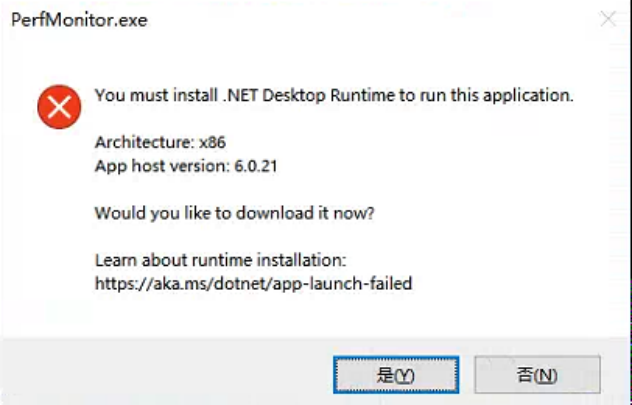 PerfMonitor.exe
You must install .NET Desktop Runtime to run this application.
Architecture: x86
App host version: 6.0.21
Would you like to download it now?
Learn about runtime installation:
https://aka.ms/dotnet/app-launch-failed
是(Y)
否(N)